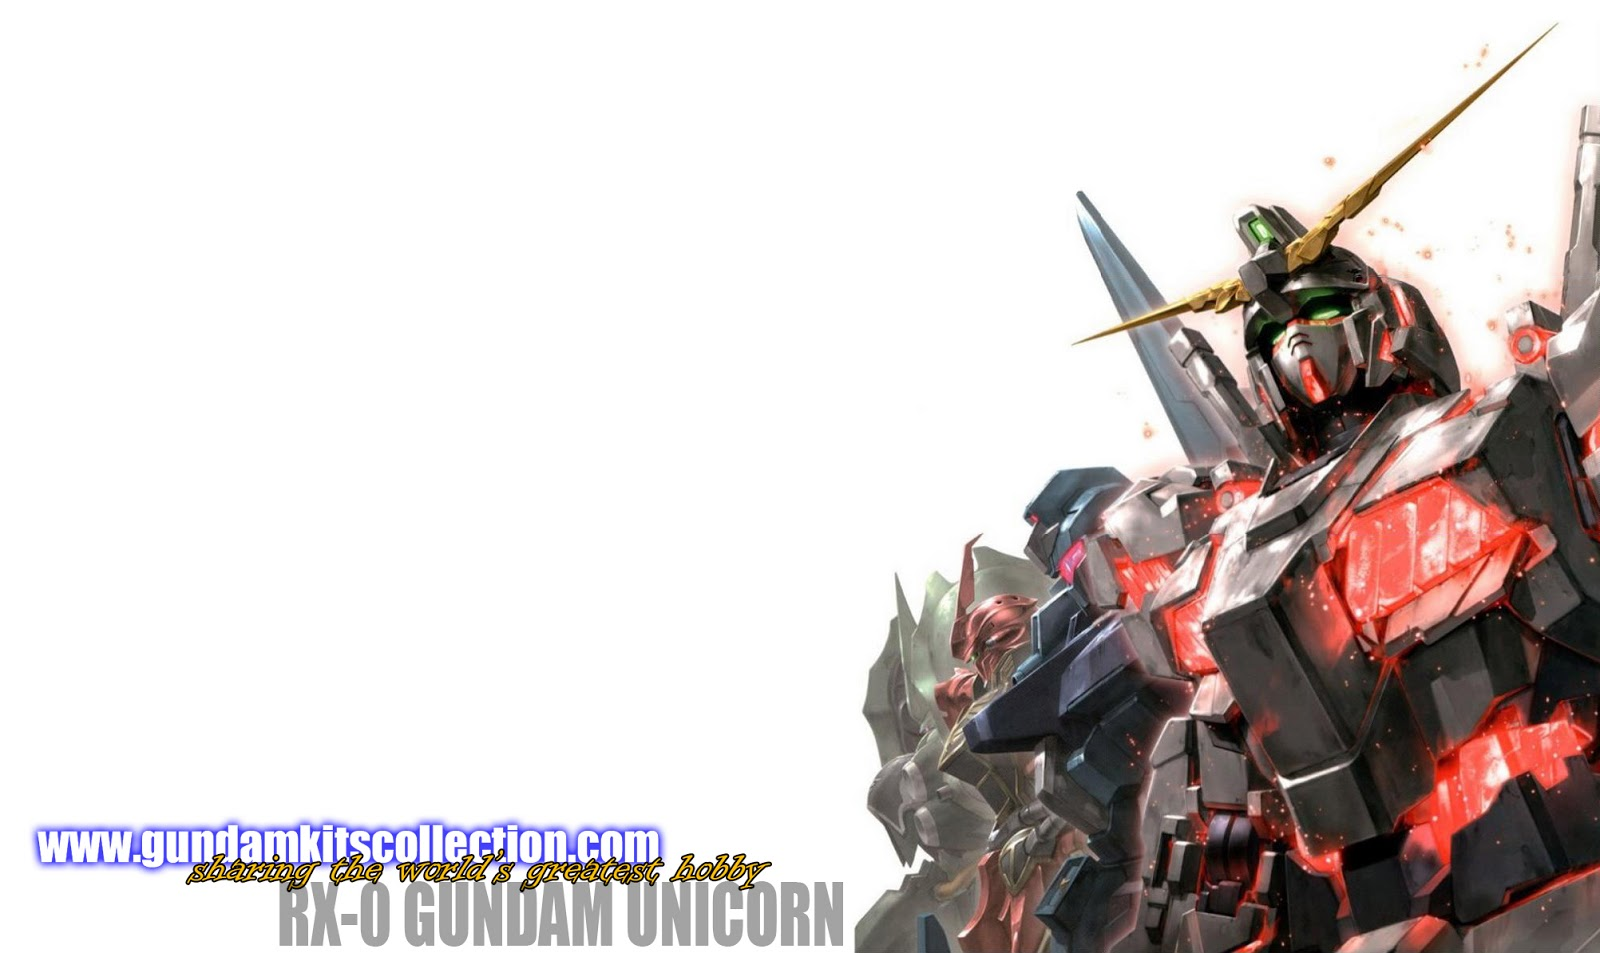 www.gundamkitscollection.com
sharing the world's greatest hobby
RX-0 GUNDAM UNICORN